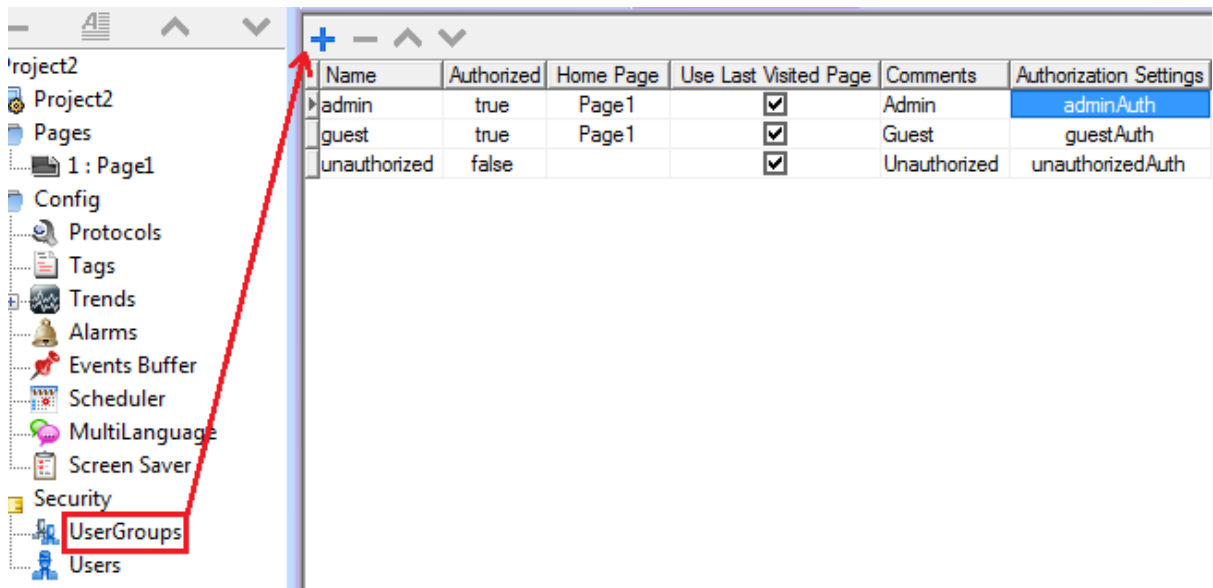 roject2
Project2
Pages
1 : Page1
Config
Protocols
Tags
Trends
Alarms
Events Buffer
Scheduler
MultiLanguage
Screen Saver
Security
UserGroups
Users
Name Authorized Home Page Use Last Visited Page Comments Authorization Settings
admin true Page1 Admin adminAuth
guest true Page1 Guest guestAuth
unauthorized false Unauthorized unauthorizedAuth